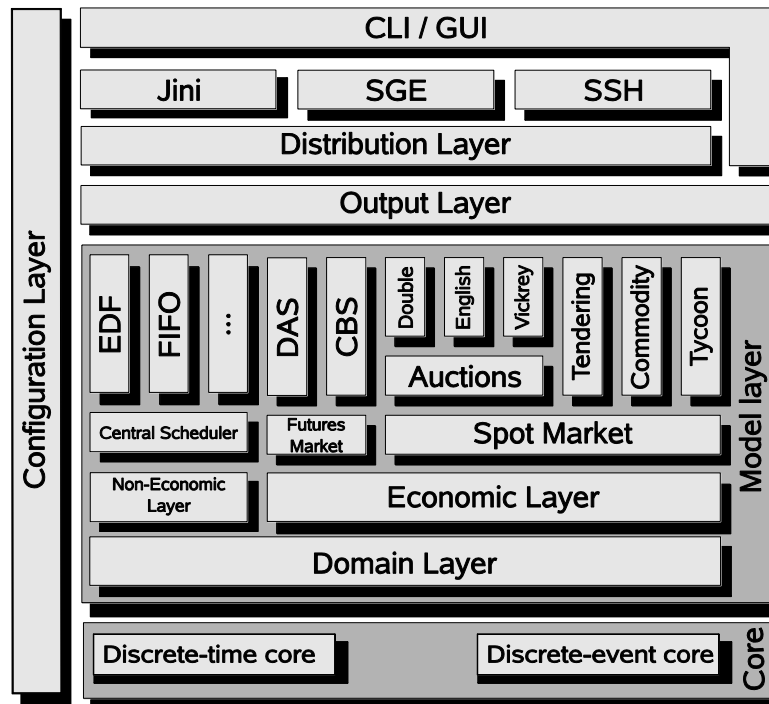 CLI / GUI
Jini
SGE
SSH
Distribution Layer
Output Layer
Configuration Layer
EDF
FIFO
...
DAS
CBS
Double
English
Vickrey
Tendering
Commodity
Tycoon
Auctions
Central Scheduler
Futures
Market
Spot Market
Non-Economic
Layer
Economic Layer
Domain Layer
Model layer
Discrete-time core
Discrete-event core
Core